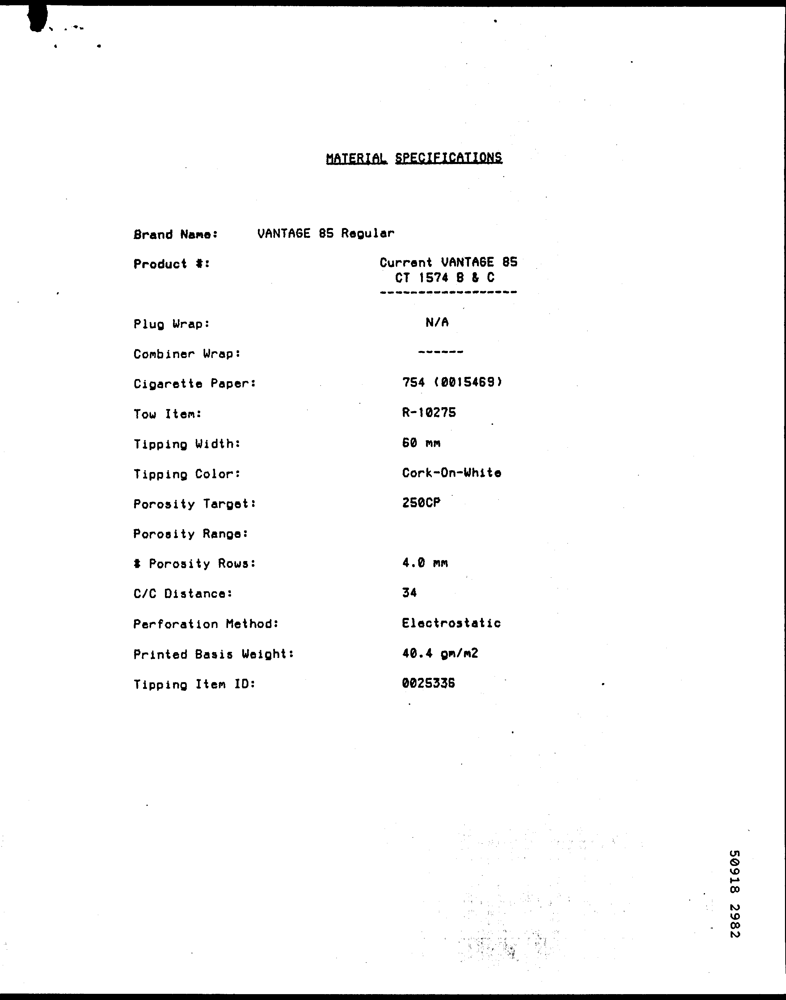 MATERIAL SPECIFICATIONS
Brand Name: VANTAGE 85 Regular
Product #: Current VANTAGE 85
CT 1574 B & C
------------------
Plug Wrap: N/A
Combiner Wrap: ------
Cigarette Paper: 754 (0015469)
Tow Item: R-10275
Tipping Width: 60 mm
Tipping Color: Cork-On-White
Porosity Target: 250CP
Porosity Range:
# Porosity Rows: 4.0 mm
C/C Distance: 34
Perforation Method: Electrostatic
Printed Basis Weight: 40.4 gm/m2
Tipping Item ID: 0025336
50918 2982